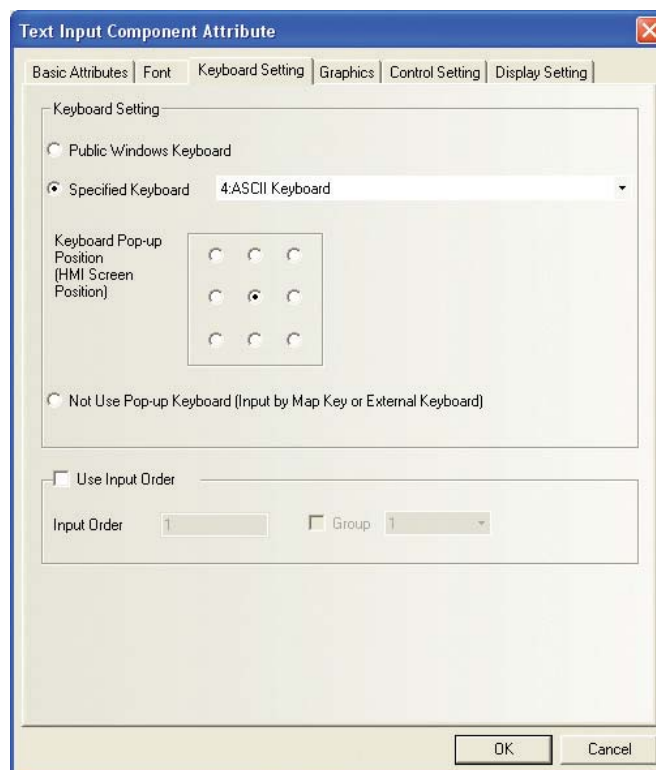 Text Input Component Attribute
Basic Attributes Font Keyboard Setting Graphics Control Setting Display Setting
Keyboard Setting
Public Windows Keyboard
Specified Keyboard 4:ASCII Keyboard
Keyboard Pop-up
Position
(HMI Screen
Position)
Not Use Pop-up Keyboard (Input by Map Key or External Keyboard)
Use Input Order
Input Order 1 Group 1
OK Cancel